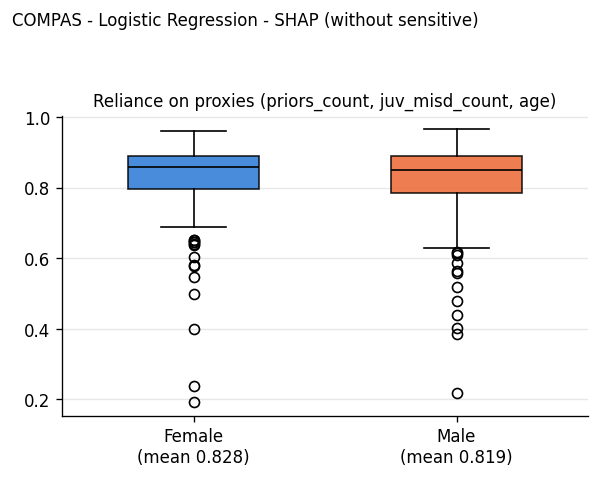 COMPAS - Logistic Regression - SHAP (without sensitive)
Reliance on proxies (priors_count, juv_misd_count, age)
1.0
0.8
0.6
0.4
0.2
Female
(mean 0.828)
Male
(mean 0.819)